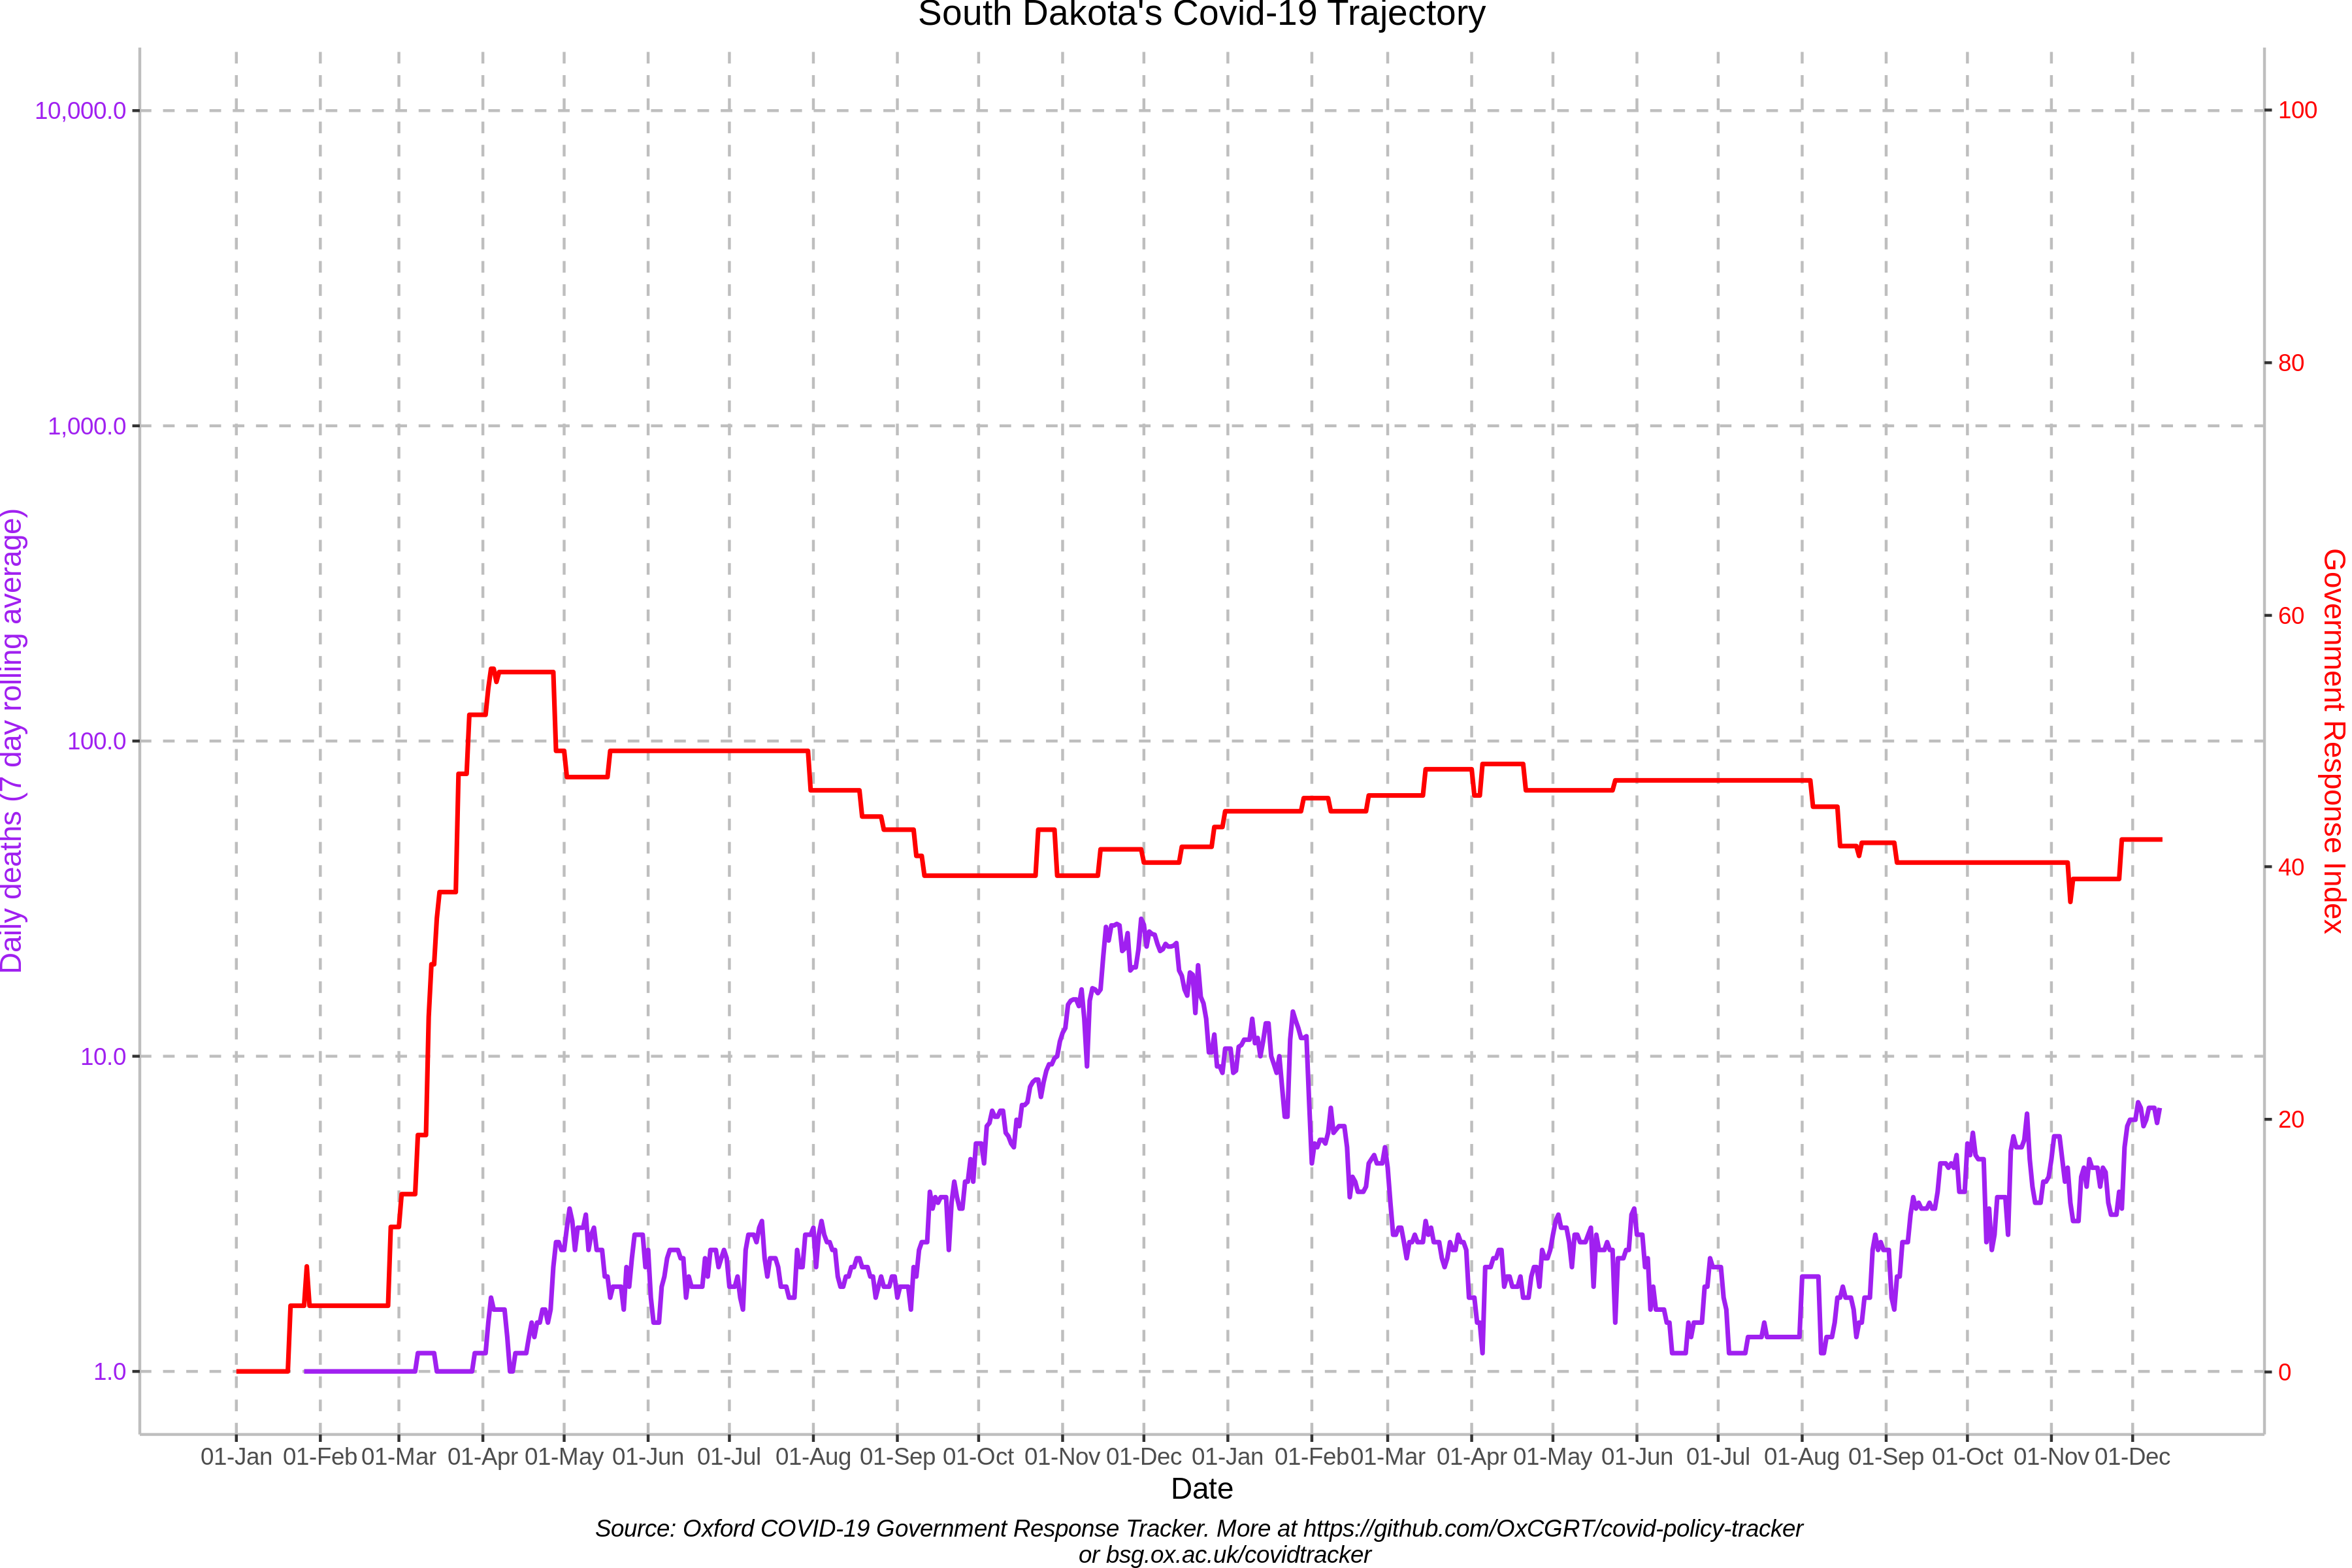 South Dakota's Covid-19 Trajectory
10,000.0
1,000.0
100.0
10.0
1.0
Daily deaths (7 day rolling average)
100
80
60
40
20
0
Government Response Index
01-Jan 01-Feb 01-Mar 01-Apr 01-May 01-Jun 01-Jul 01-Aug 01-Sep 01-Oct 01-Nov 01-Dec 01-Jan 01-Feb 01-Mar 01-Apr 01-May 01-Jun 01-Jul 01-Aug 01-Sep 01-Oct 01-Nov 01-Dec
Date
Source: Oxford COVID-19 Government Response Tracker. More at https://github.com/OxCGRT/covid-policy-tracker
or bsg.ox.ac.uk/covidtracker